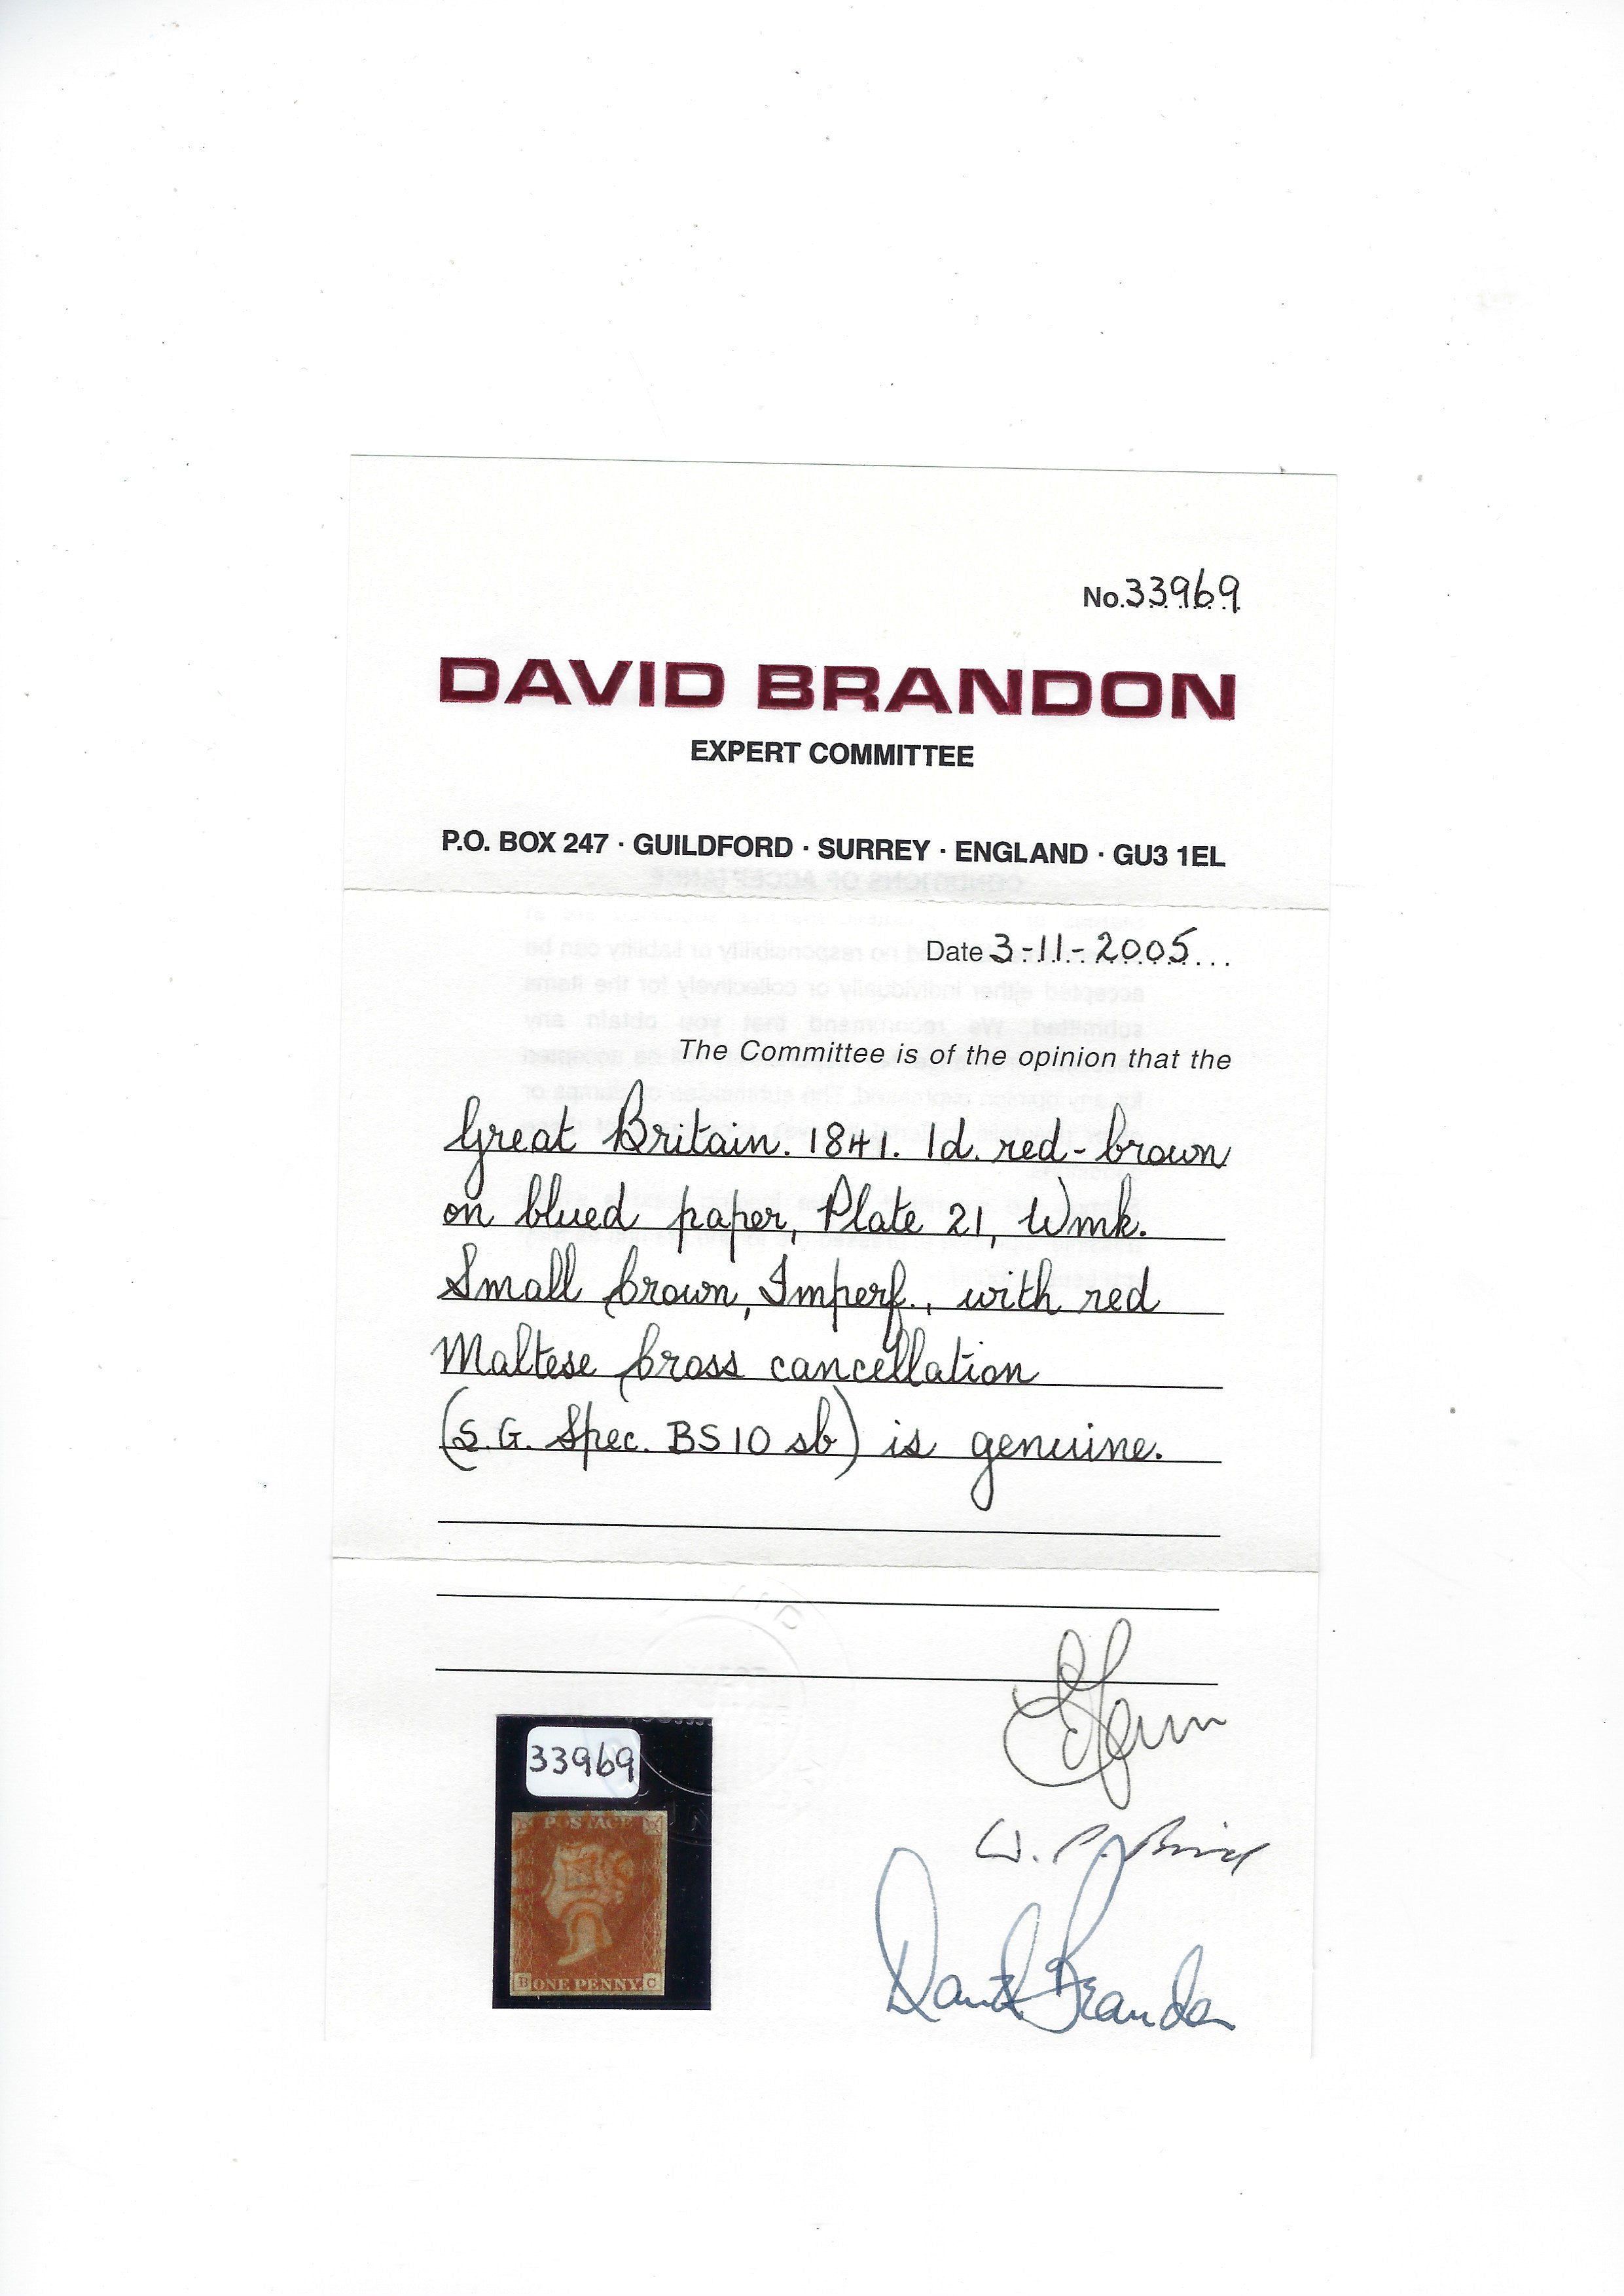 No. 33969
DAVID BRANDON
EXPERT COMMITTEE
P.O. BOX 247 · GUILDFORD · SURREY · ENGLAND · GU3 1EL
Date 3-11-2005
The Committee is of the opinion that the
Great Britain. 1841. 1d. red-brown
on blued paper, Plate 21, Wmk.
Small Crown, Imperf., with red
Maltese Cross cancellation
(S.G. Spec. BS10 sb) is genuine.
33969
POSTAGE
B ONE PENNY. C
David Brandon